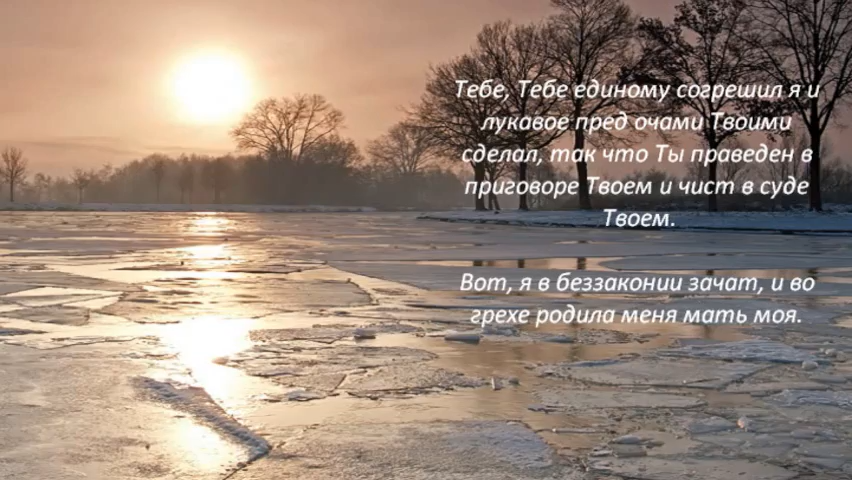 Тебе, Тебе единому согрешил я и
лукавое пред очами Твоими
сделал, так что Ты праведен в
приговоре Твоем и чист в суде
Твоем.
Вот, я в беззаконии зачат, и во
грехе родила меня мать моя.